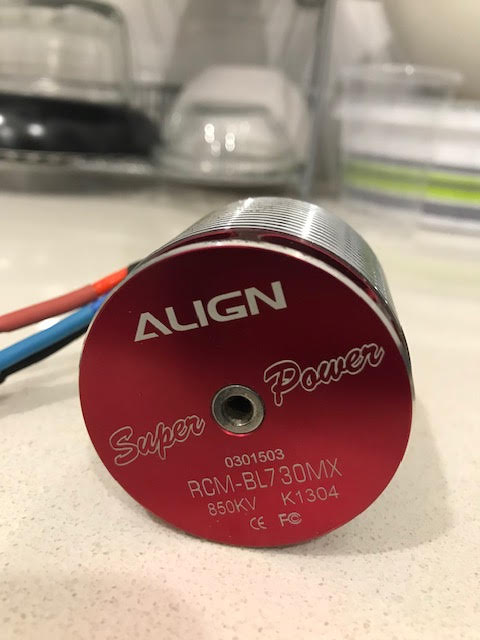 ALIGN
Super Power
0301503
RCM-BL730MX
850KV K1304
CE FC